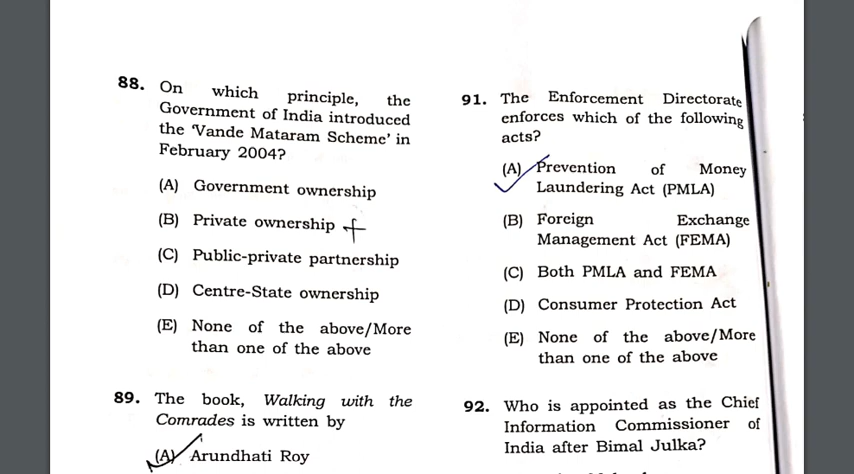 88. On which principle, the
Government of India introduced
the 'Vande Mataram Scheme' in
February 2004?
(A) Government ownership
(B) Private ownership
(C) Public-private partnership
(D) Centre-State ownership
(E) None of the above/More
than one of the above
89. The book, Walking with the
Comrades is written by
(A) Arundhati Roy
91. The Enforcement Directorate
enforces which of the following
acts?
(A) Prevention of Money
Laundering Act (PMLA)
(B) Foreign Exchange
Management Act (FEMA)
(C) Both PMLA and FEMA
(D) Consumer Protection Act
(E) None of the above/More
than one of the above
92. Who is appointed as the Chief
Information Commissioner of
India after Bimal Julka?